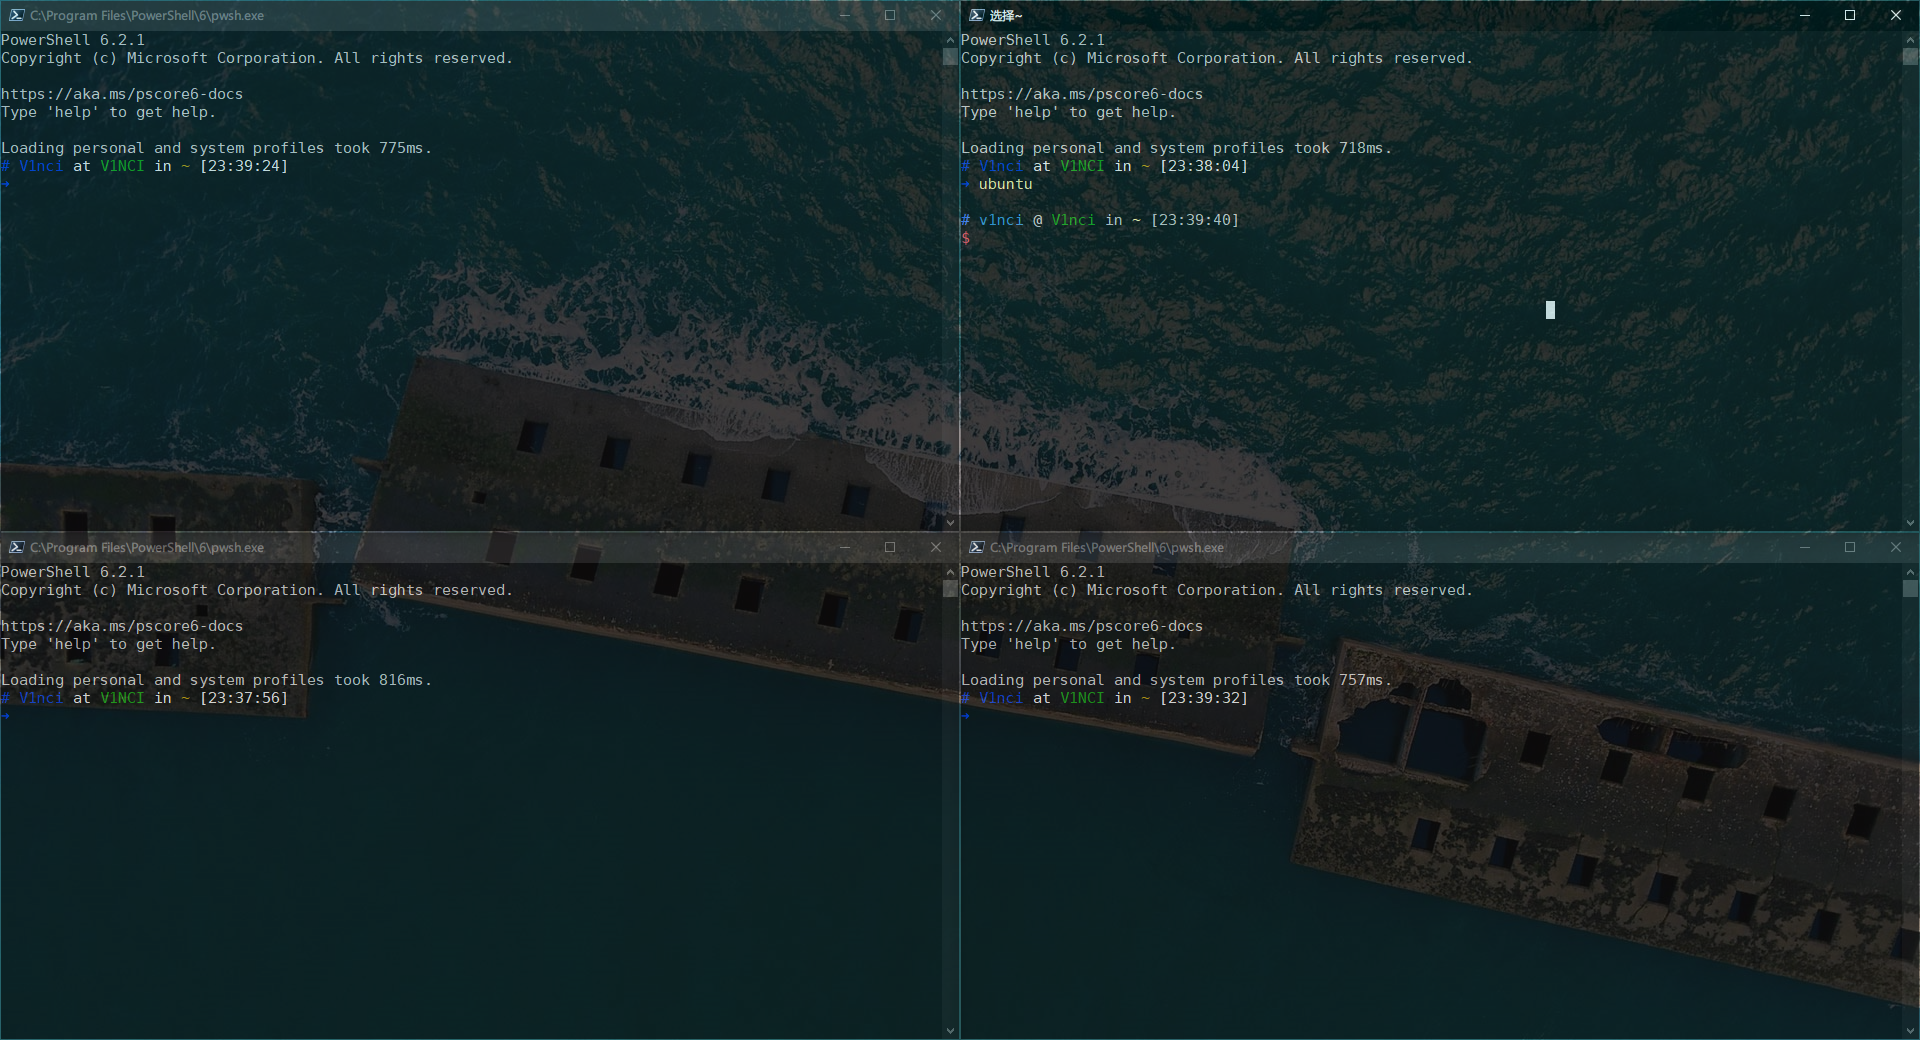 C:\Program Files\PowerShell\6\pwsh.exe
PowerShell 6.2.1
Copyright (c) Microsoft Corporation. All rights reserved.
https://aka.ms/pscore6-docs
Type 'help' to get help.
Loading personal and system profiles took 775ms.
# V1nci at V1NCI in ~ [23:39:24]
→
选择~
PowerShell 6.2.1
Copyright (c) Microsoft Corporation. All rights reserved.
https://aka.ms/pscore6-docs
Type 'help' to get help.
Loading personal and system profiles took 718ms.
# V1nci at V1NCI in ~ [23:38:04]
→ ubuntu
# v1nci @ V1nci in ~ [23:39:40]
$
C:\Program Files\PowerShell\6\pwsh.exe
PowerShell 6.2.1
Copyright (c) Microsoft Corporation. All rights reserved.
https://aka.ms/pscore6-docs
Type 'help' to get help.
Loading personal and system profiles took 816ms.
# V1nci at V1NCI in ~ [23:37:56]
→
C:\Program Files\PowerShell\6\pwsh.exe
PowerShell 6.2.1
Copyright (c) Microsoft Corporation. All rights reserved.
https://aka.ms/pscore6-docs
Type 'help' to get help.
Loading personal and system profiles took 757ms.
# V1nci at V1NCI in ~ [23:39:32]
→